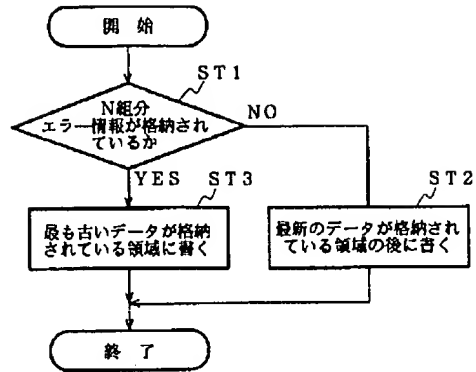 開始
ST1
N組分
エラー情報が格納され
ているか
NO
YES
ST3
ST2
最も古いデータが格納
されている領域に書く
最新のデータが格納さ
れている領域の後に書く
終了